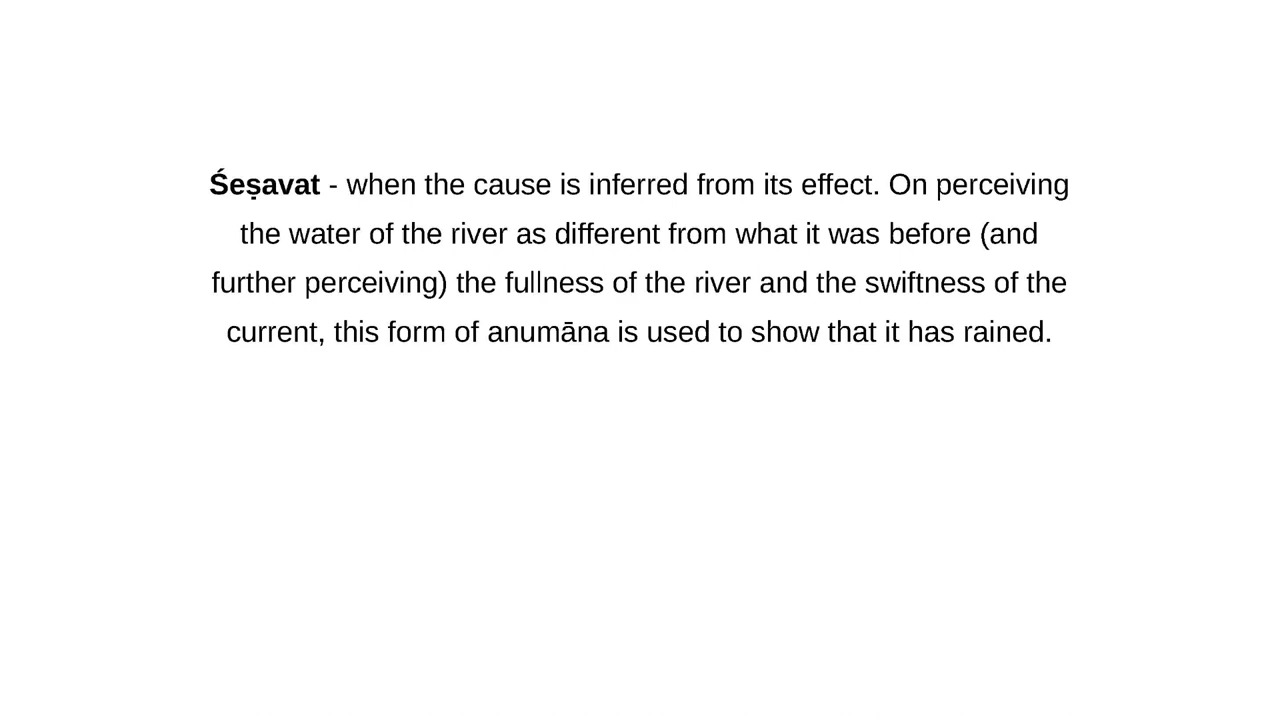 Śeṣavat - when the cause is inferred from its effect. On perceiving
the water of the river as different from what it was before (and
further perceiving) the fullness of the river and the swiftness of the
current, this form of anumāna is used to show that it has rained.